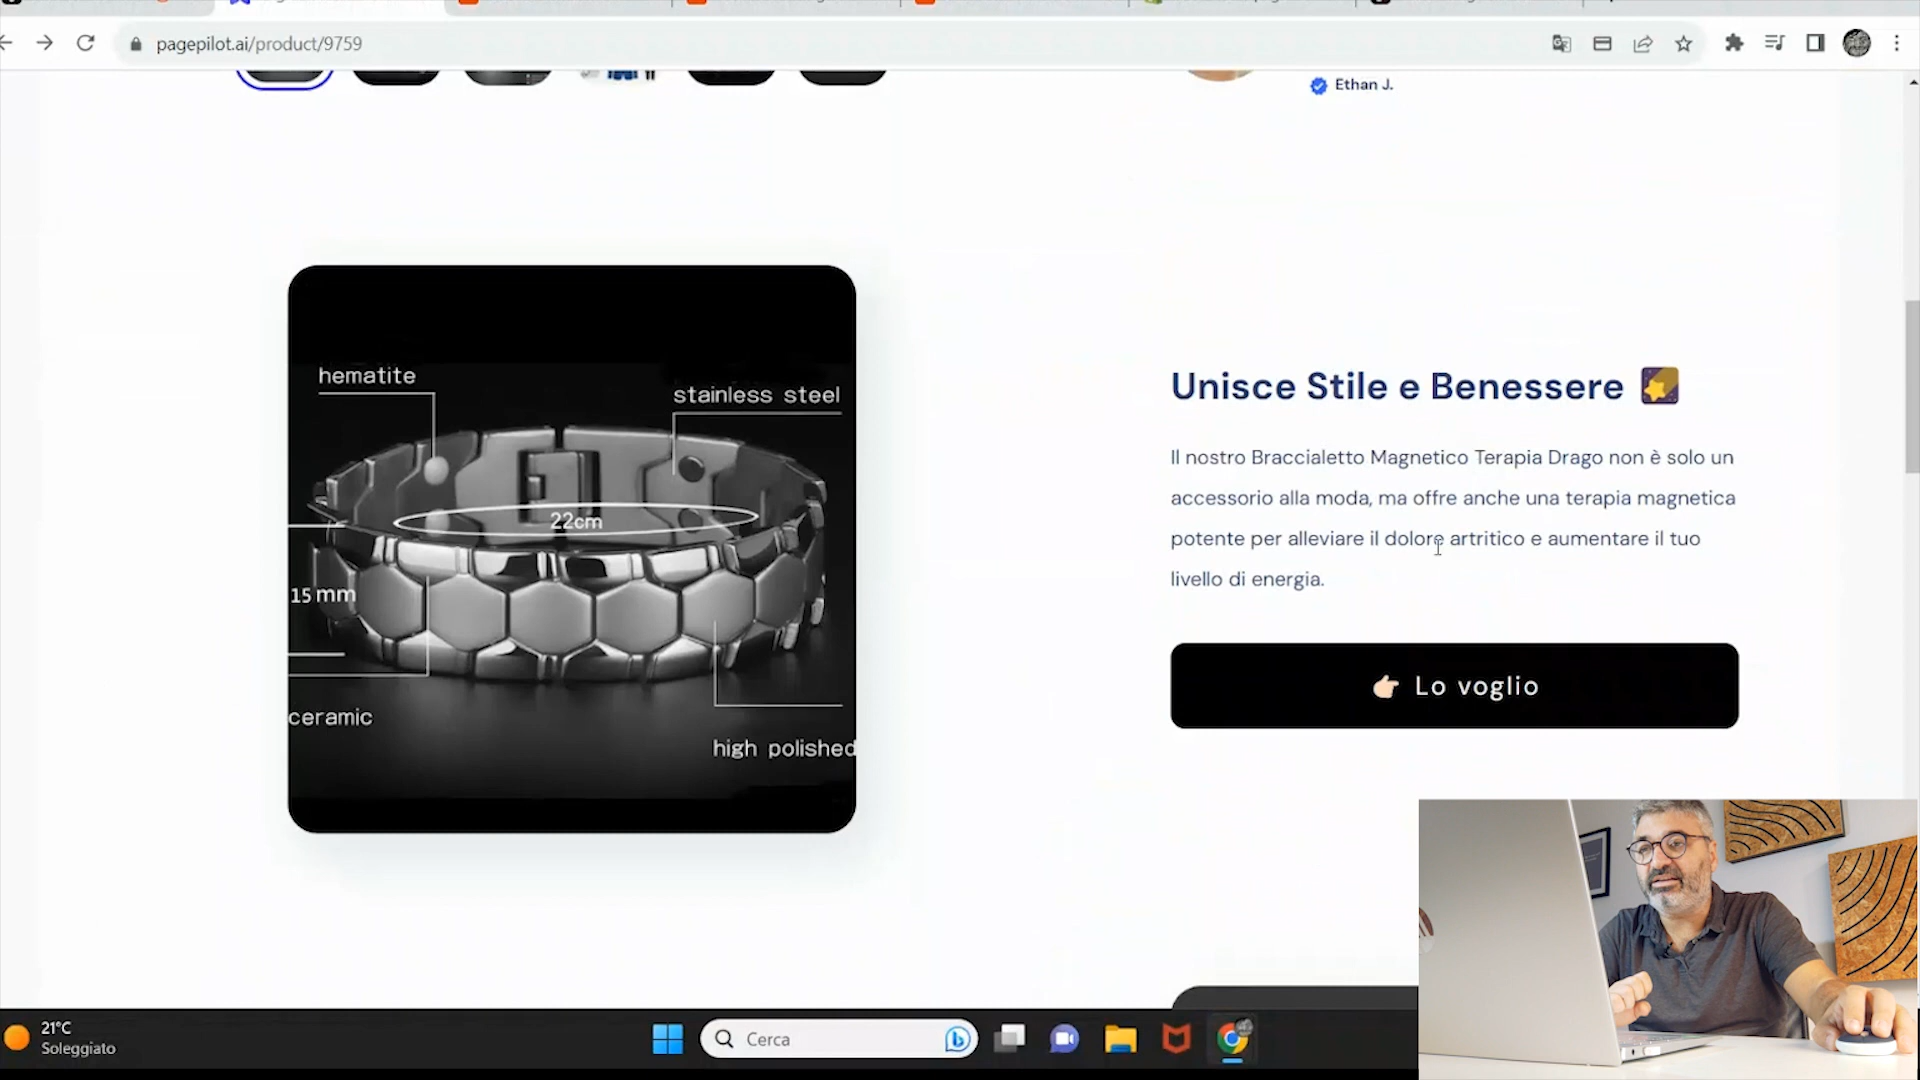 pagepilot.ai/product/9759
Ethan J.
hematite
stainless steel
22cm
15mm
ceramic
high polished
Unisce Stile e Benessere
Il nostro Braccialetto Magnetico Terapia Drago non è solo un
accessorio alla moda, ma offre anche una terapia magnetica
potente per alleviare il dolore artritico e aumentare il tuo
livello di energia.
Lo voglio
21°C
Soleggiato
Cerca